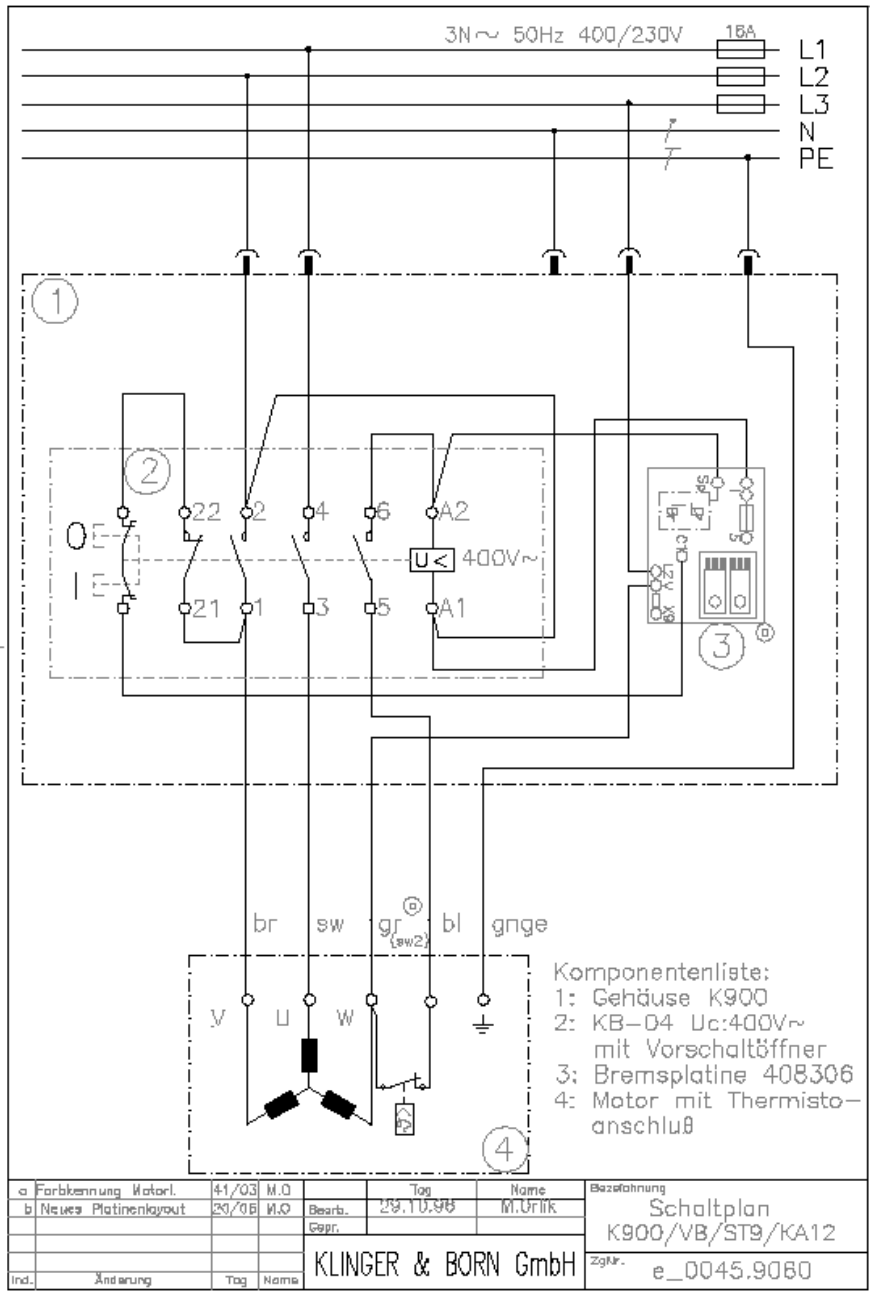 3N~ 50Hz 400/230V
16A
L1
L2
L3
N
PE
1
2
22
2
4
6
A2
0
U<
400V~
I
21
1
3
5
A1
3
br
sw
gr
(sw2)
bl
gnge
V
U
W
4
Komponentenliste:
1: Gehäuse K900
2: KB-04 Uc:400V~
mit Vorschaltöffner
3: Bremsplatine 408306
4: Motor mit Thermisto-
anschluß
a Farbkennung Motorl. 41/03 M.O
b Neues Platinenlayout 20/06 M.O
Tag Name
Bearb. 29.10.96 M.Orlik
Gepr.
Ind. Änderung Tag Name
KLINGER & BORN GmbH
Bezeichnung
Schaltplan
K900/VB/ST9/KA12
ZgNr.
e_0045.9060